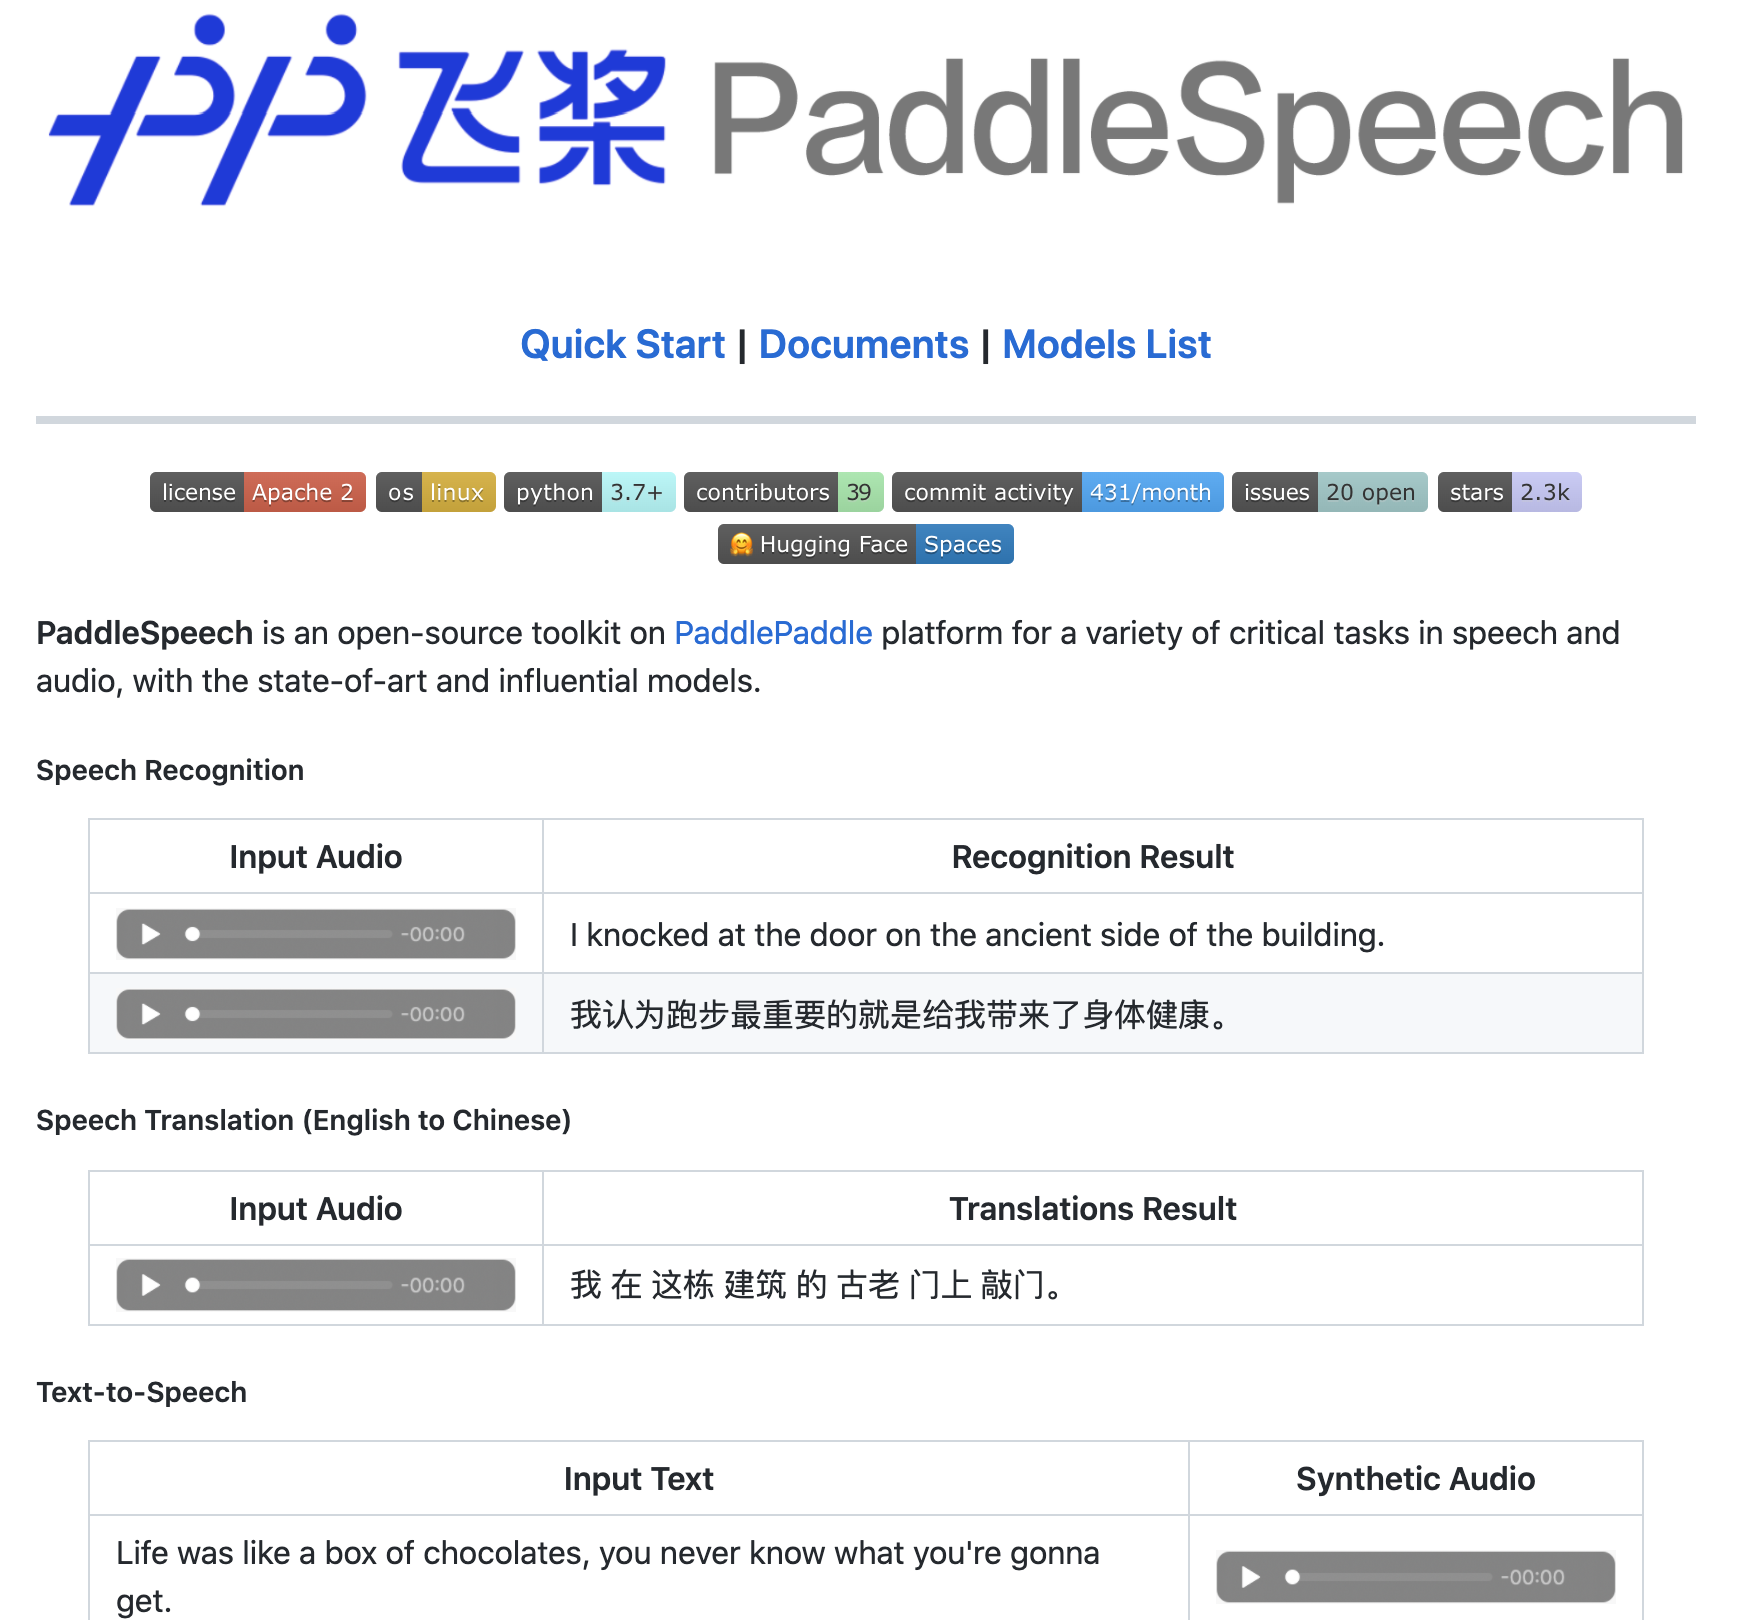 飞桨 PaddleSpeech
Quick Start | Documents | Models List
license Apache 2 os linux python 3.7+ contributors 39 commit activity 431/month issues 20 open stars 2.3k
🤗 Hugging Face Spaces
PaddleSpeech is an open-source toolkit on PaddlePaddle platform for a variety of critical tasks in speech and
audio, with the state-of-art and influential models.
Speech Recognition
Input Audio Recognition Result
-00:00 I knocked at the door on the ancient side of the building.
-00:00 我认为跑步最重要的就是给我带来了身体健康。
Speech Translation (English to Chinese)
Input Audio Translations Result
-00:00 我 在 这栋 建筑 的 古老 门上 敲门。
Text-to-Speech
Input Text Synthetic Audio
Life was like a box of chocolates, you never know what you're gonna
get.
-00:00